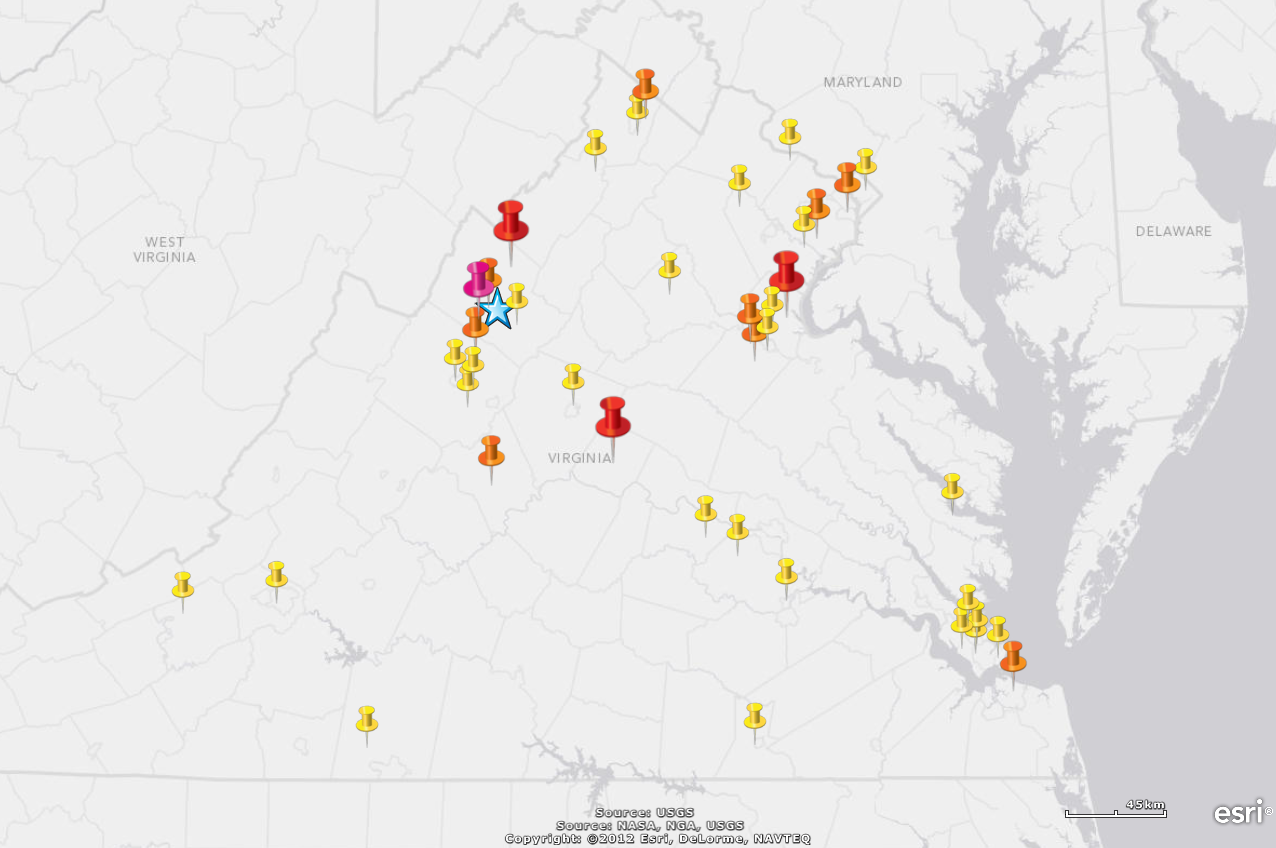 MARYLAND
DELAWARE
WEST
VIRGINIA
VIRGINIA
45km
esri®
Source: USGS
Source: NASA, NGA, USGS
Copyright: ©2012 Esri, DeLorme, NAVTEQ